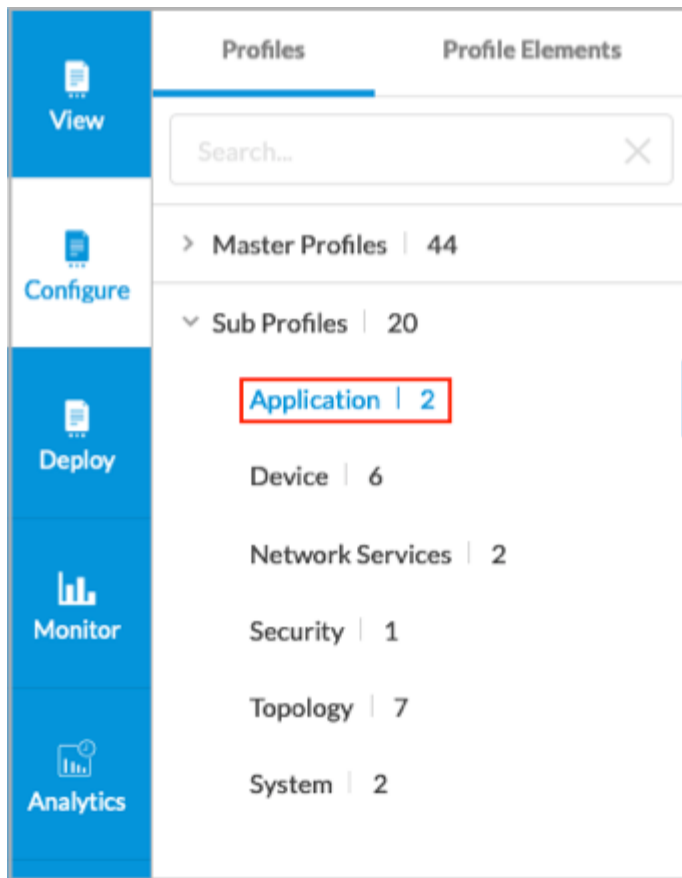 View
Configure
Deploy
Monitor
Analytics
Profiles Profile Elements
Search...
Master Profiles | 44
Sub Profiles | 20
Application | 2
Device | 6
Network Services | 2
Security | 1
Topology | 7
System | 2